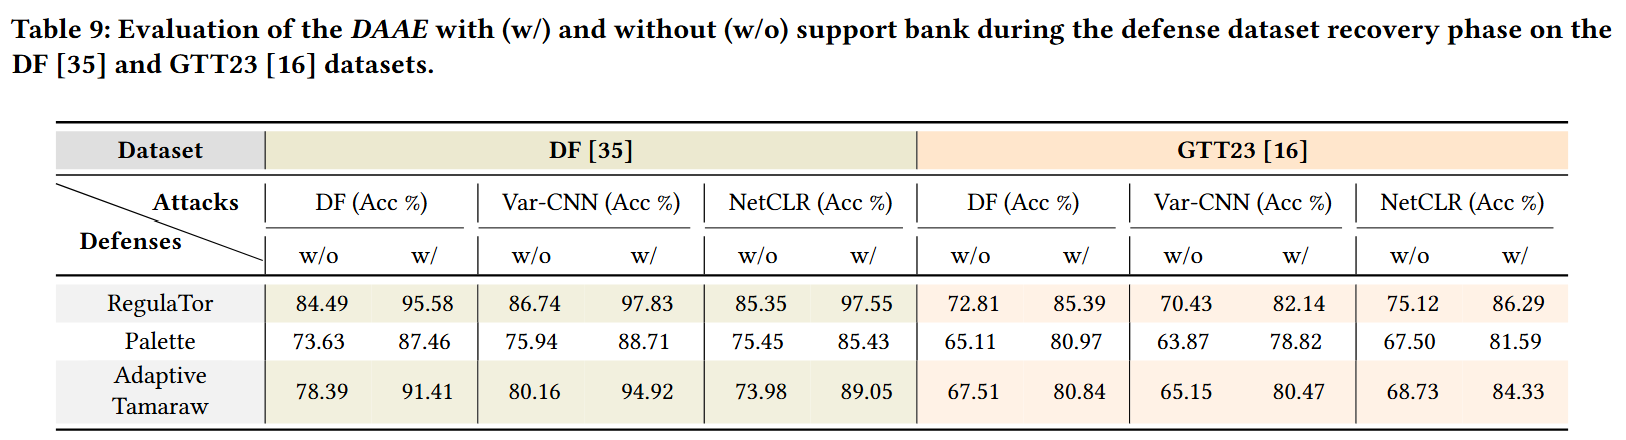 Table 9: Evaluation of the DAAE with (w/) and without (w/o) support bank during the defense dataset recovery phase on the
DF [35] and GTT23 [16] datasets.
Dataset DF [35] GTT23 [16]
Attacks DF (Acc %) Var-CNN (Acc %) NetCLR (Acc %) DF (Acc %) Var-CNN (Acc %) NetCLR (Acc %)
Defenses w/o w/ w/o w/ w/o w/ w/o w/ w/o w/ w/o w/
RegulaTor 84.49 95.58 86.74 97.83 85.35 97.55 72.81 85.39 70.43 82.14 75.12 86.29
Palette 73.63 87.46 75.94 88.71 75.45 85.43 65.11 80.97 63.87 78.82 67.50 81.59
Adaptive
Tamaraw 78.39 91.41 80.16 94.92 73.98 89.05 67.51 80.84 65.15 80.47 68.73 84.33